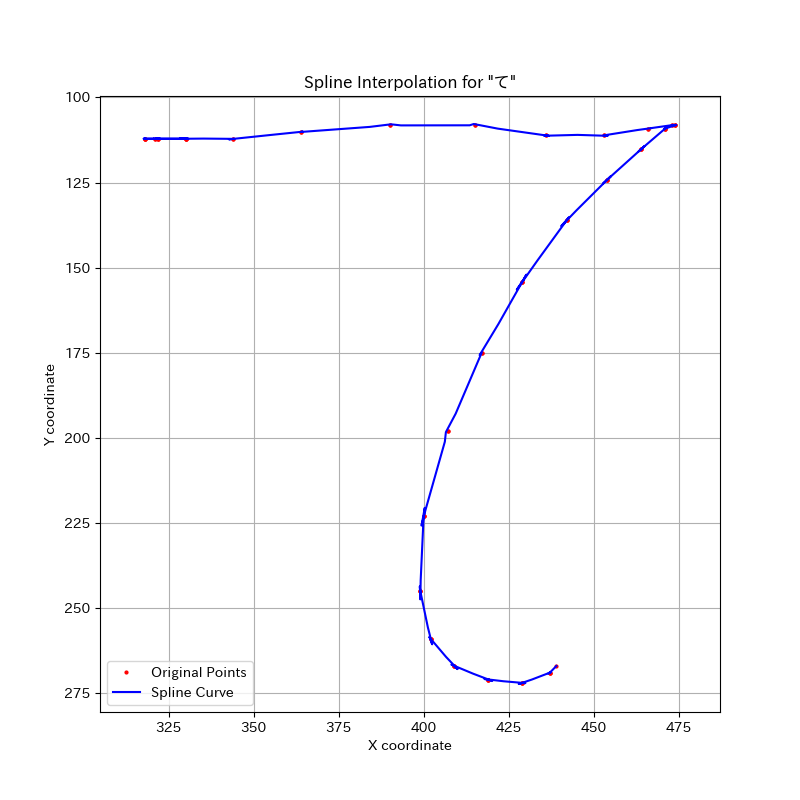 Spline Interpolation for "て"
100
125
150
175
200
225
250
275
Y coordinate
Original Points
Spline Curve
325 350 375 400 425 450 475
X coordinate